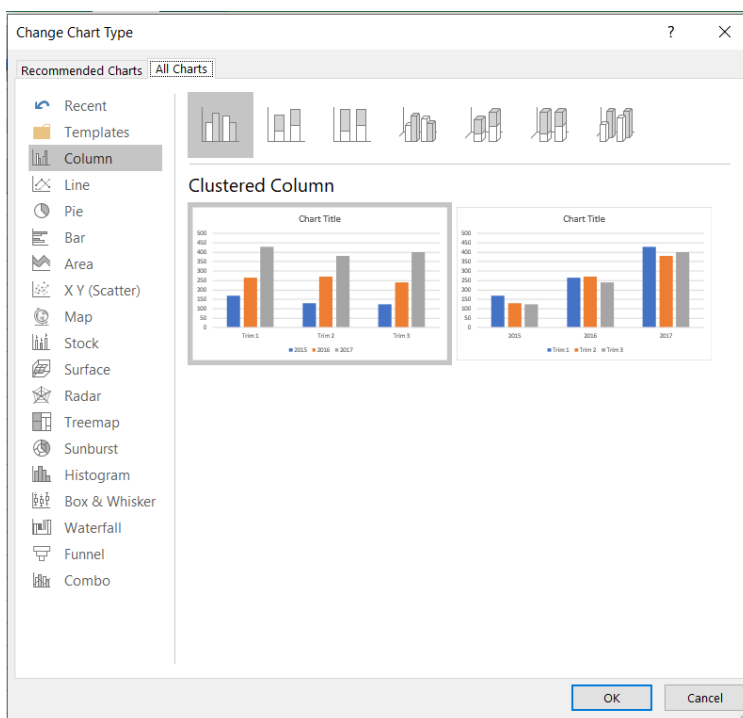 Change Chart Type
?
Recommended Charts
All Charts
Recent
Templates
Column
Line
Pie
Bar
Area
X Y (Scatter)
Map
Stock
Surface
Radar
Treemap
Sunburst
Histogram
Box & Whisker
Waterfall
Funnel
Combo
Clustered Column
Chart Title
500
450
400
350
300
250
200
150
100
50
0
Trim 1 Trim 2 Trim 3
2015 2016 2017
Chart Title
500
450
400
350
300
250
200
150
100
50
0
2015 2016 2017
Trim 1 Trim 2 Trim 3
OK
Cancel